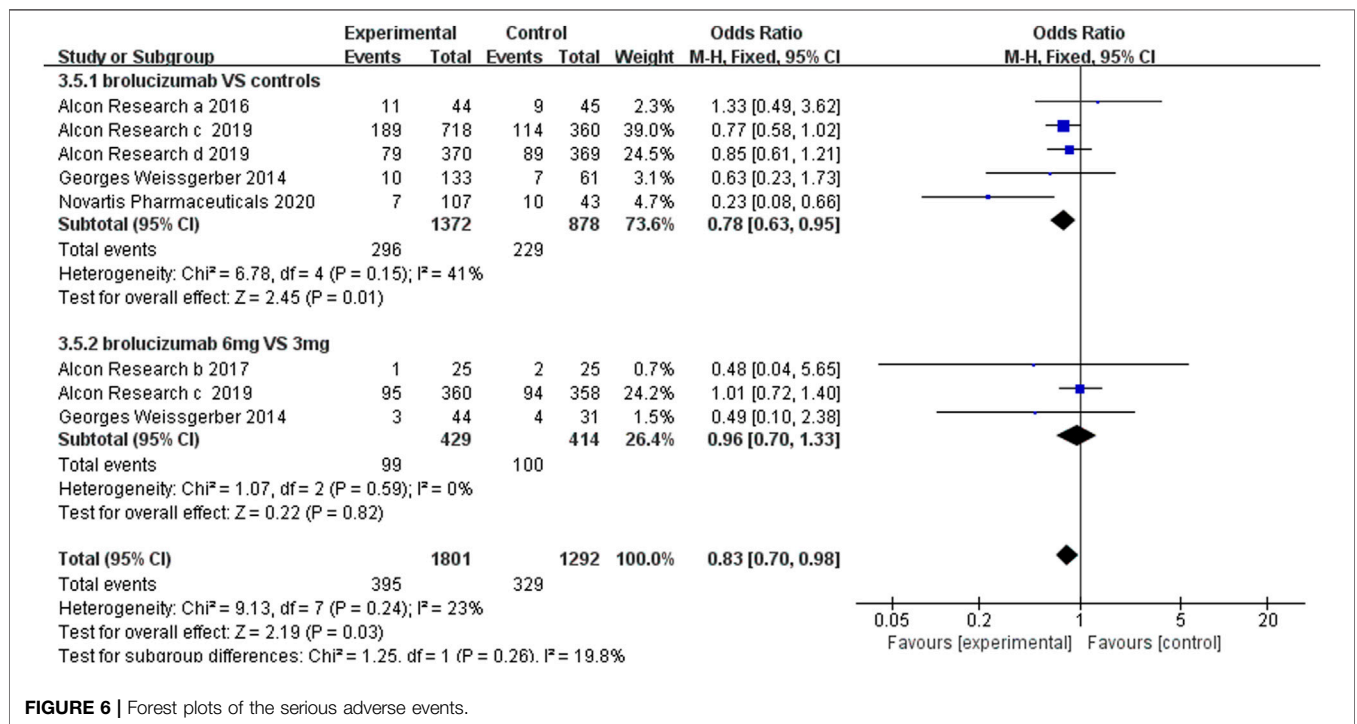 Experimental Control Odds Ratio Odds Ratio
Study or Subgroup Events Total Events Total Weight M-H, Fixed, 95% CI M-H, Fixed, 95% CI
3.5.1 brolucizumab VS controls
Alcon Research a 2016 11 44 9 45 2.3% 1.33 [0.49, 3.62]
Alcon Research c 2019 189 718 114 360 39.0% 0.77 [0.58, 1.02]
Alcon Research d 2019 79 370 89 369 24.5% 0.85 [0.61, 1.21]
Georges Weissgerber 2014 10 133 7 61 3.1% 0.63 [0.23, 1.73]
Novartis Pharmaceuticals 2020 7 107 10 43 4.7% 0.23 [0.08, 0.66]
Subtotal (95% CI) 1372 878 73.6% 0.78 [0.63, 0.95]
Total events 296 229
Heterogeneity: Chi² = 6.78, df = 4 (P = 0.15); I² = 41%
Test for overall effect: Z = 2.45 (P = 0.01)
3.5.2 brolucizumab 6mg VS 3mg
Alcon Research b 2017 1 25 2 25 0.7% 0.48 [0.04, 5.65]
Alcon Research c 2019 95 360 94 358 24.2% 1.01 [0.72, 1.40]
Georges Weissgerber 2014 3 44 4 31 1.5% 0.49 [0.10, 2.38]
Subtotal (95% CI) 429 414 26.4% 0.96 [0.70, 1.33]
Total events 99 100
Heterogeneity: Chi² = 1.07, df = 2 (P = 0.59); I² = 0%
Test for overall effect: Z = 0.22 (P = 0.82)
Total (95% CI) 1801 1292 100.0% 0.83 [0.70, 0.98]
Total events 395 329
Heterogeneity: Chi² = 9.13, df = 7 (P = 0.24); I² = 23%
Test for overall effect: Z = 2.19 (P = 0.03)
Test for subgroup differences: Chi² = 1.25, df = 1 (P = 0.26), I² = 19.8%
0.05 0.2 1 5 20
Favours [experimental] Favours [control]
FIGURE 6 | Forest plots of the serious adverse events.